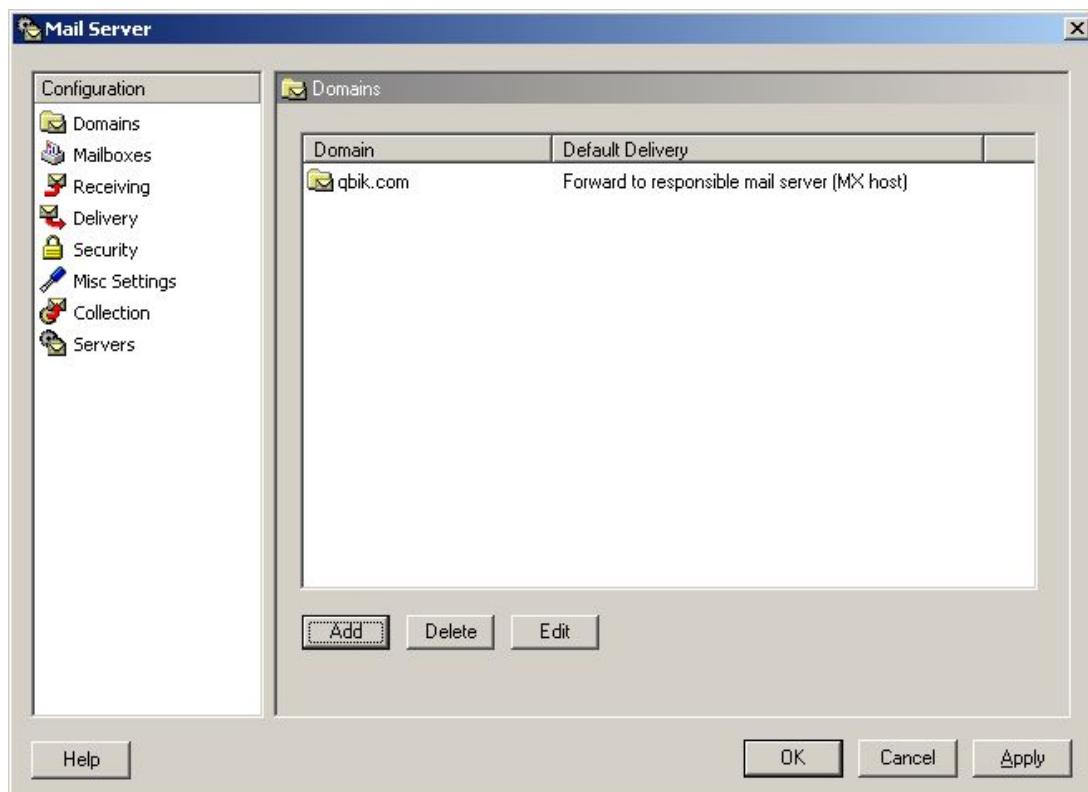 Mail Server
Configuration
Domains
Mailboxes
Receiving
Delivery
Security
Misc Settings
Collection
Servers
Domains
Domain Default Delivery
qbik.com Forward to responsible mail server (MX host)
Add Delete Edit
Help OK Cancel Apply